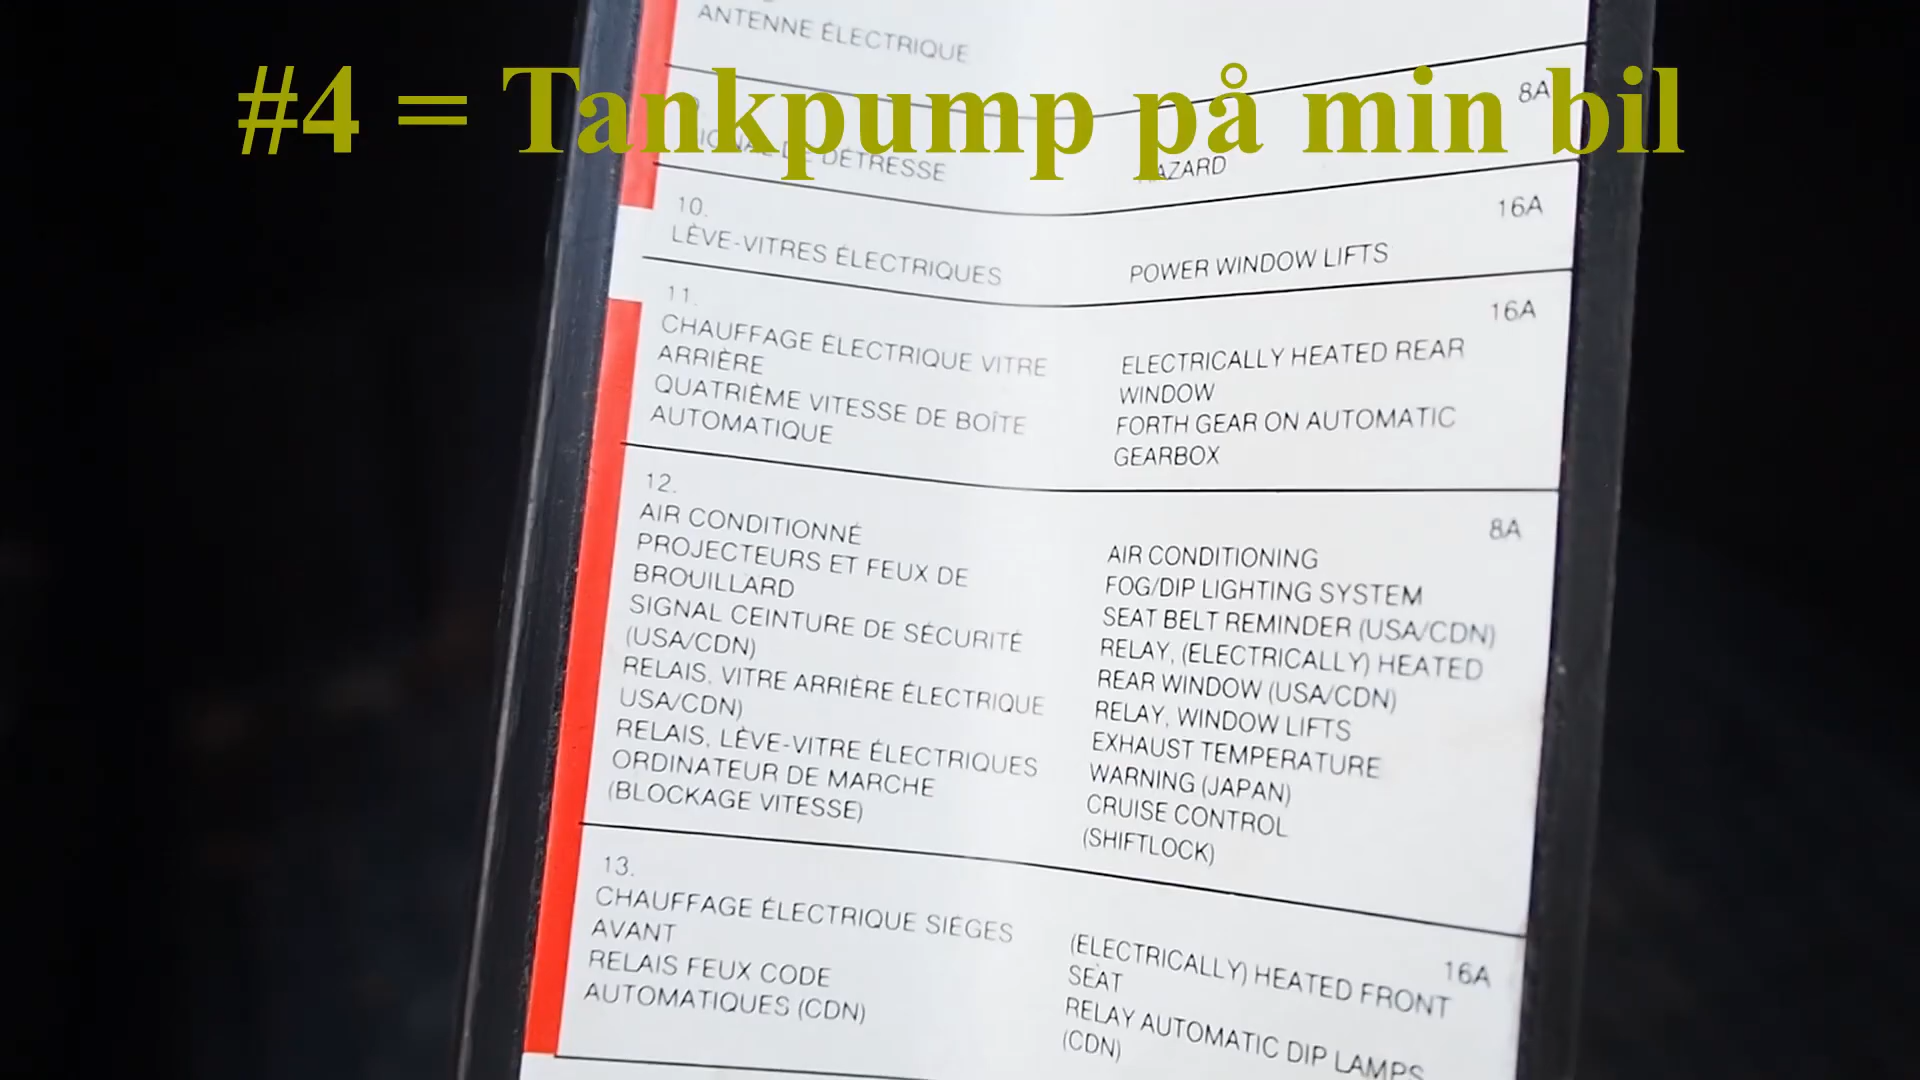 ANTENNE ÉLECTRIQUE
#4 = Tankpump på min bil
8A
DÉTRESSE
HAZARD
10.
16A
LÈVE-VITRES ÉLECTRIQUES
POWER WINDOW LIFTS
11.
16A
CHAUFFAGE ÉLECTRIQUE VITRE
ARRIÈRE
QUATRIÈME VITESSE DE BOÎTE
AUTOMATIQUE
ELECTRICALLY HEATED REAR
WINDOW
FORTH GEAR ON AUTOMATIC
GEARBOX
12.
8A
AIR CONDITIONNÉ
PROJECTEURS ET FEUX DE
BROUILLARD
SIGNAL CEINTURE DE SÉCURITÉ
(USA/CDN)
RELAIS, VITRE ARRIÈRE ÉLECTRIQUE
USA/CDN)
RELAIS, LÈVE-VITRE ÉLECTRIQUES
ORDINATEUR DE MARCHE
(BLOCKAGE VITESSE)
AIR CONDITIONING
FOG/DIP LIGHTING SYSTEM
SEAT BELT REMINDER (USA/CDN)
RELAY, (ELECTRICALLY) HEATED
REAR WINDOW (USA/CDN)
RELAY, WINDOW LIFTS
EXHAUST TEMPERATURE
WARNING (JAPAN)
CRUISE CONTROL
(SHIFTLOCK)
13.
16A
CHAUFFAGE ÉLECTRIQUE SIÈGES
AVANT
RELAIS FEUX CODE
AUTOMATIQUES (CDN)
(ELECTRICALLY) HEATED FRONT
SEAT
RELAY AUTOMATIC DIP LAMPS
(CDN)